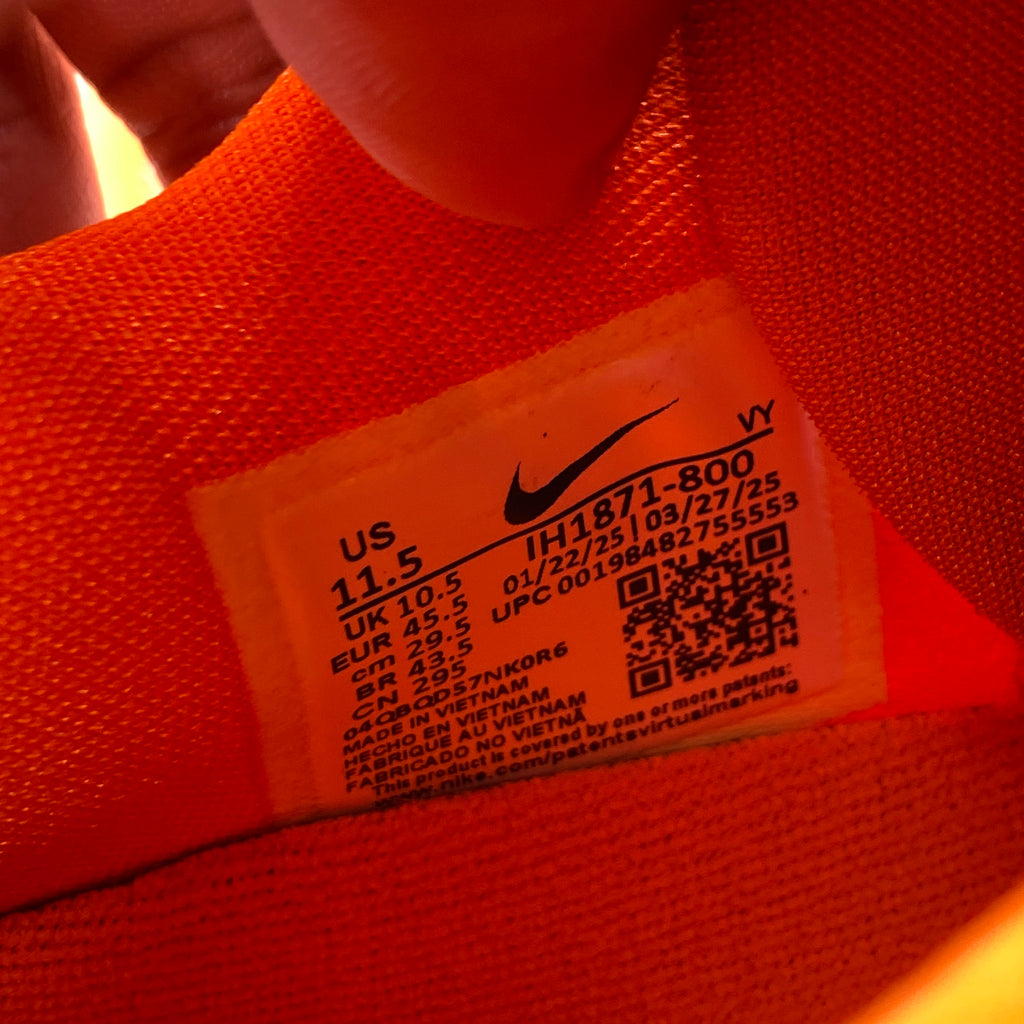 VY
US
11.5
IH1871-800
01/22/25 | 03/27/25
UPC 00198482755553
UK 10.5
EUR 45.5
cm 29.5
BR 43.5
CN 295
04QBQD57NK0R6
MADE IN VIETNAM
HECHO EN VIETNAM
FABRIQUE AU VIETNAM
FABRICADO NO VIETNÃ
This product is covered by one or more patents:
www.nike.com/patentsvirtualmarking